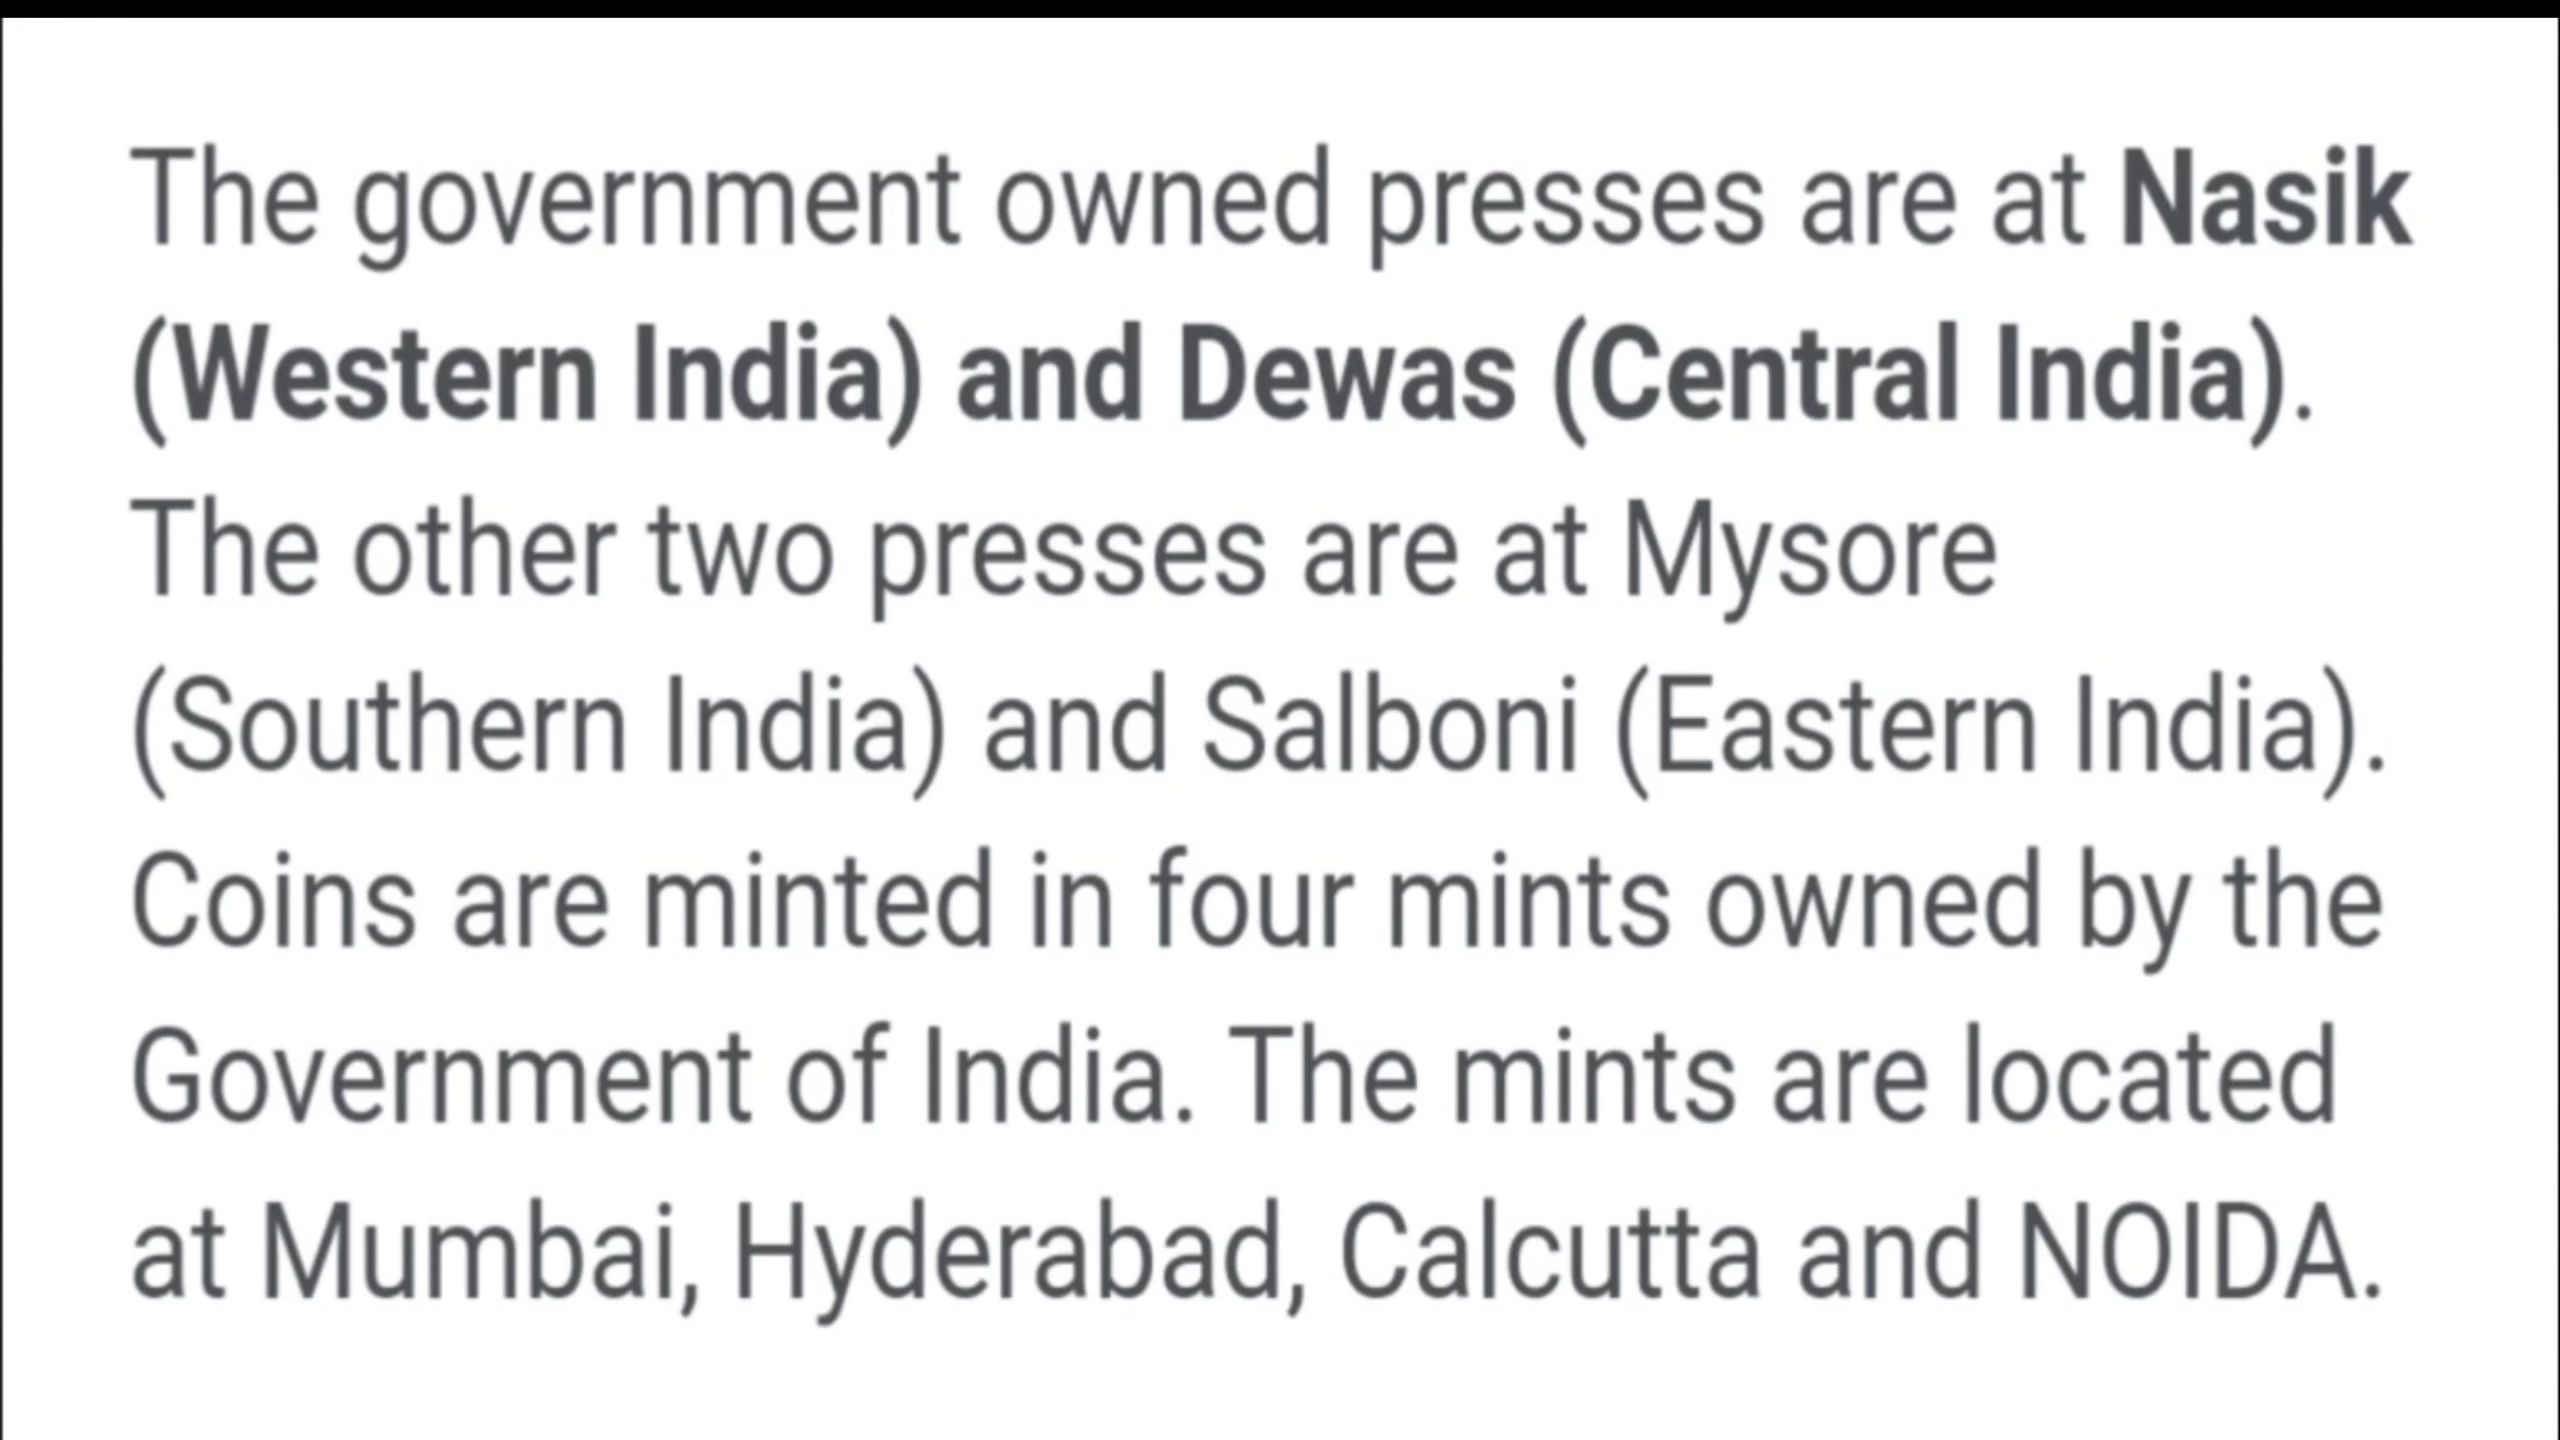 The government owned presses are at Nasik
(Western India) and Dewas (Central India).
The other two presses are at Mysore
(Southern India) and Salboni (Eastern India).
Coins are minted in four mints owned by the
Government of India. The mints are located
at Mumbai, Hyderabad, Calcutta and NOIDA.